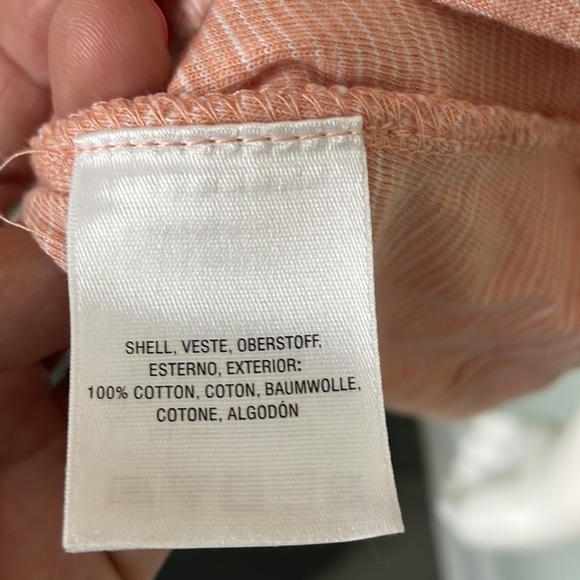 SHELL, VESTE, OBERSTOFF,
ESTERNO, EXTERIOR:
100% COTTON, COTON, BAUMWOLLE,
COTONE, ALGODÓN